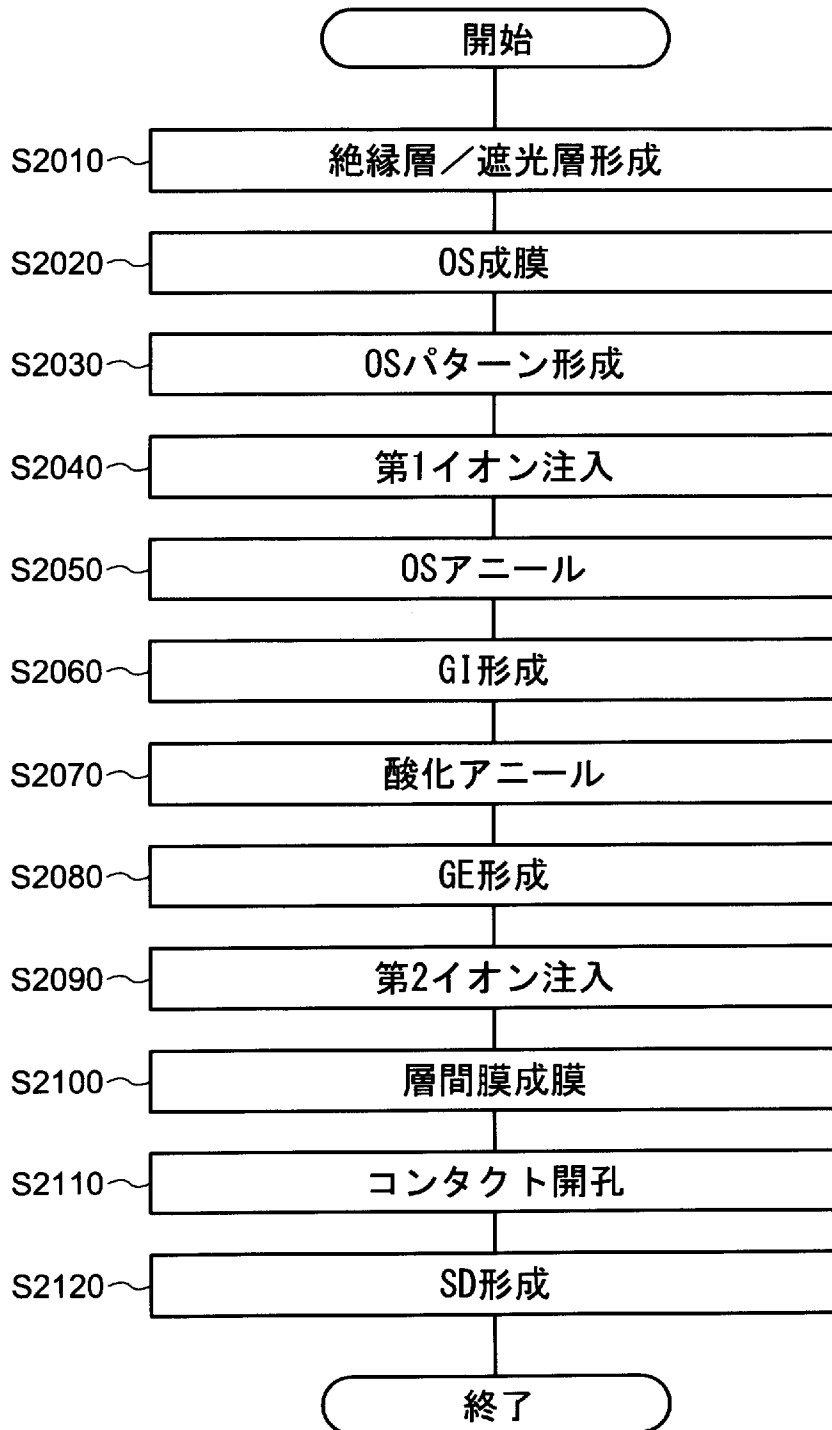 開始
S2010 絶縁層／遮光層形成
S2020 OS成膜
S2030 OSパターン形成
S2040 第1イオン注入
S2050 OSアニール
S2060 GI形成
S2070 酸化アニール
S2080 GE形成
S2090 第2イオン注入
S2100 層間膜成膜
S2110 コンタクト開孔
S2120 SD形成
終了